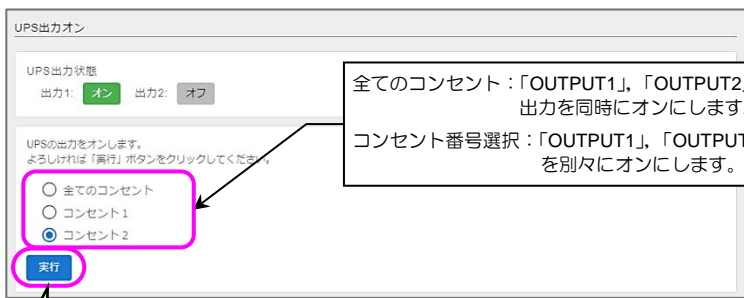 UPS出力オン
UPS出力状態
出力1: オン 出力2: オフ
全てのコンセント：「OUTPUT1」，「OUTPUT2」
出力を同時にオンにします
コンセント番号選択：「OUTPUT1」，「OUTPUT
を別々にオンにします。
UPSの出力をオンします。
よろしければ「実行」ボタンをクリックしてください。
全てのコンセント
コンセント1
コンセント2
実行